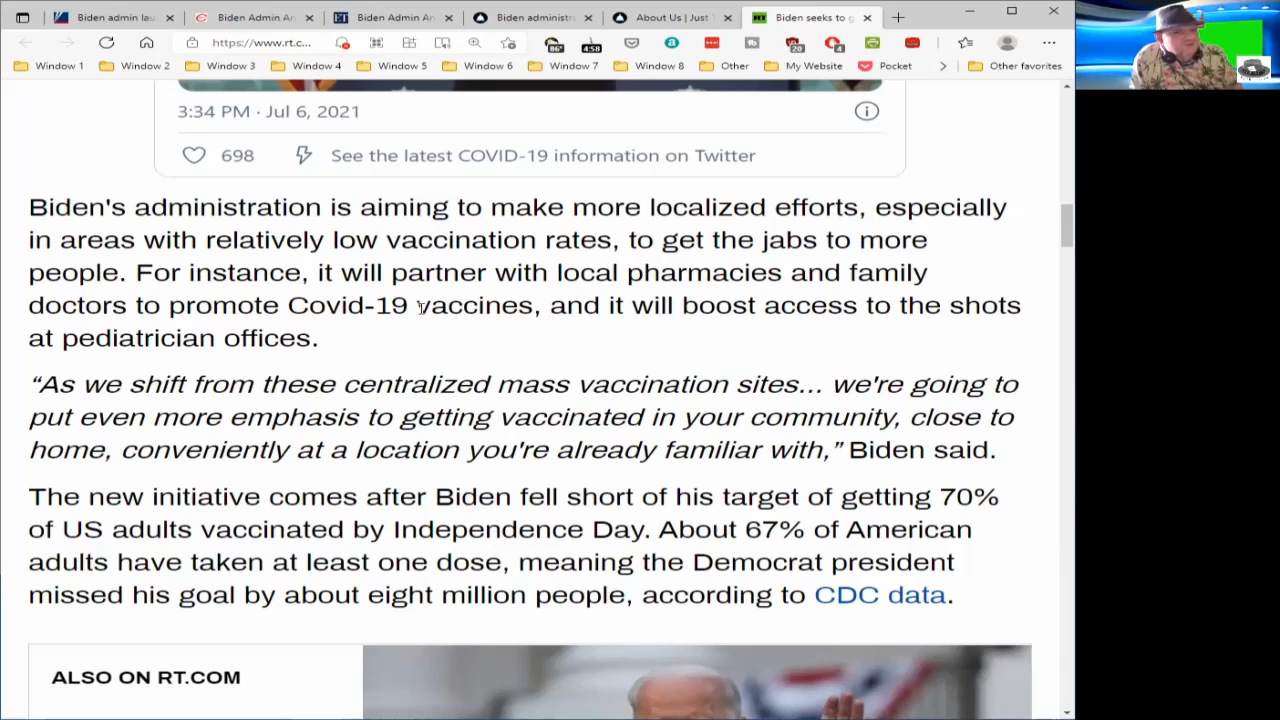 Biden admin lau
Biden Admin An
ET Biden Admin An
Biden administr
About Us | Just
RT Biden seeks to g
https://www.rt.c...
86°
4:58
20
4
Window 1
Window 2
Window 3
Window 4
Window 5
Window 6
Window 7
Window 8
Other
My Website
Pocket
Other favorites
3:34 PM · Jul 6, 2021
698
See the latest COVID-19 information on Twitter
Biden's administration is aiming to make more localized efforts, especially
in areas with relatively low vaccination rates, to get the jabs to more
people. For instance, it will partner with local pharmacies and family
doctors to promote Covid-19 vaccines, and it will boost access to the shots
at pediatrician offices.
“As we shift from these centralized mass vaccination sites... we're going to
put even more emphasis to getting vaccinated in your community, close to
home, conveniently at a location you're already familiar with,” Biden said.
The new initiative comes after Biden fell short of his target of getting 70%
of US adults vaccinated by Independence Day. About 67% of American
adults have taken at least one dose, meaning the Democrat president
missed his goal by about eight million people, according to CDC data.
ALSO ON RT.COM